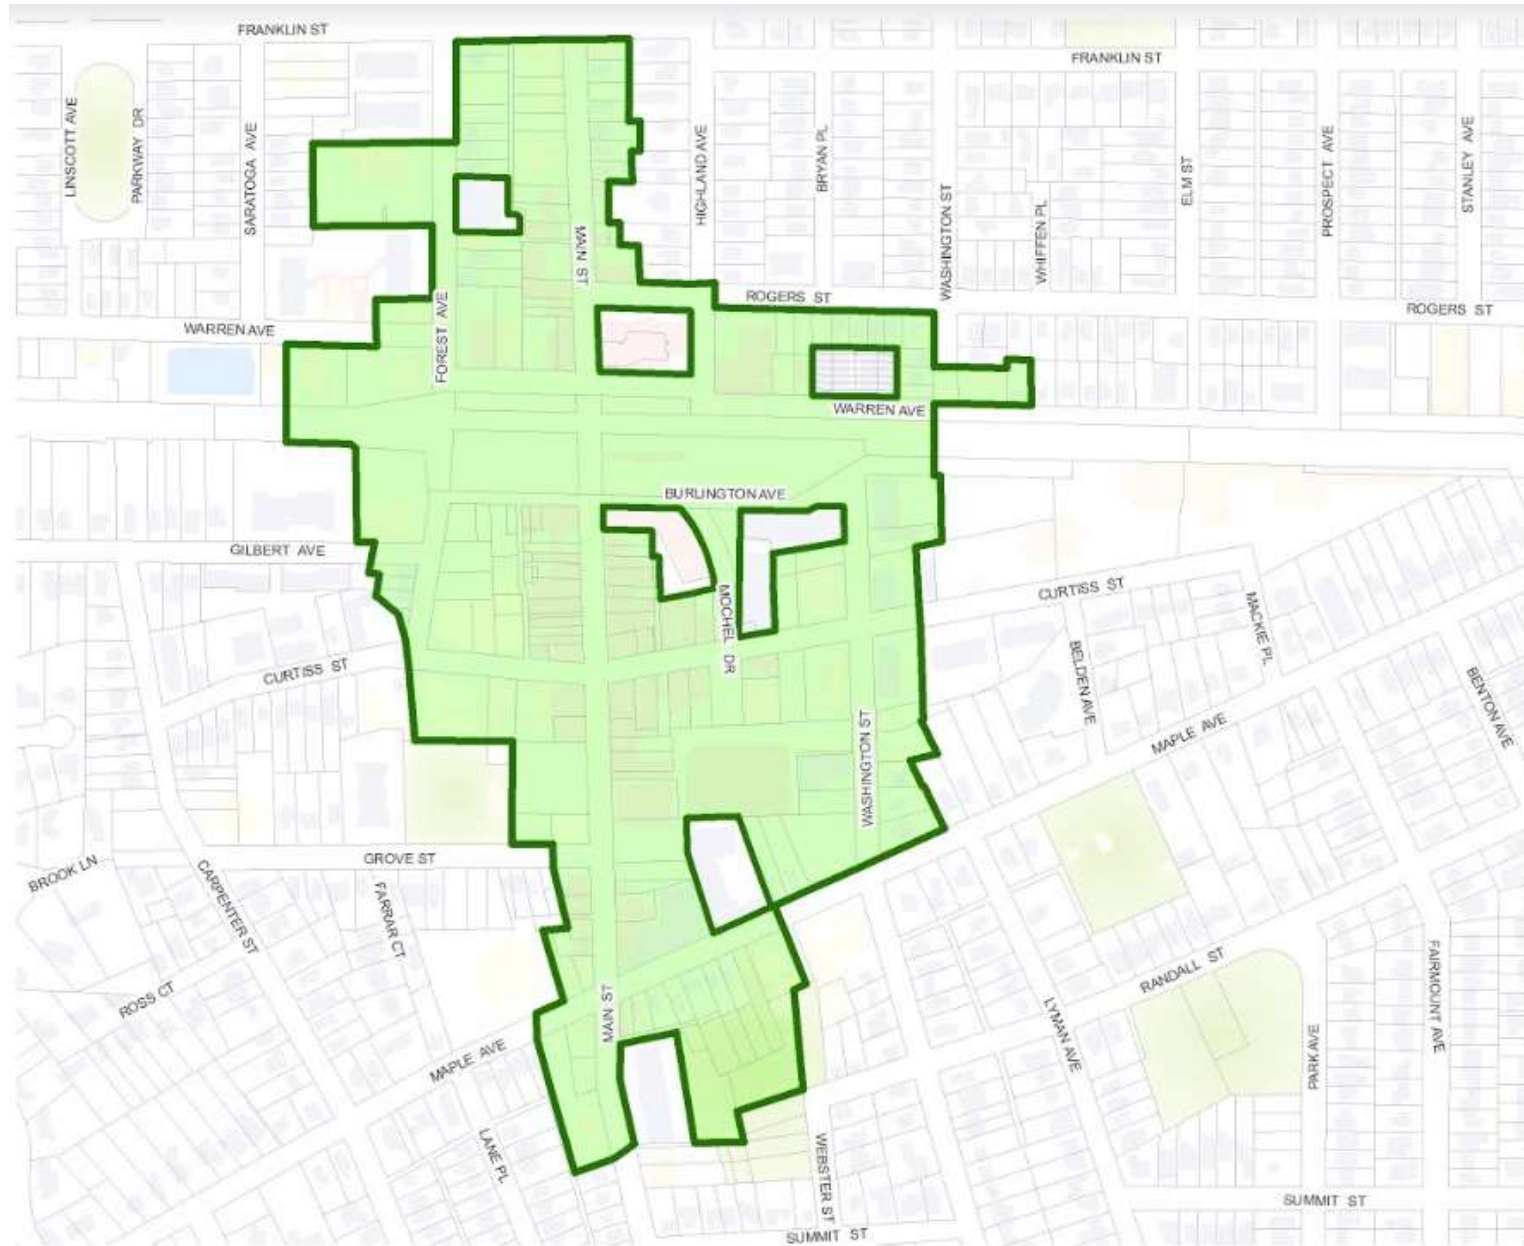 FRANKLIN ST
FRANKLIN ST
LINSCOTT AVE
PARKWAY DR
SARATOGA AVE
HIGHLAND AVE
BRYAN PL
WASHINGTON ST
WHIFFEN PL
ELM ST
PROSPECT AVE
STANLEY AVE
MAIN ST
ROGERS ST
ROGERS ST
WARREN AVE
FOREST AVE
WARREN AVE
BURLINGTON AVE
GILBERT AVE
CURTISS ST
MOCHEL DR
CURTISS ST
MACKIE PL
BELDEN AVE
BENTON AVE
MAPLE AVE
WASHINGTON ST
GROVE ST
BROOK LN
CARPENTER ST
FARRAR CT
ROSS CT
MAIN ST
MAPLE AVE
RANDALL ST
LYMAN AVE
FAIRMOUNT AVE
PARK AVE
LANE PL
WEBSTER ST
SUMMIT ST
SUMMIT ST